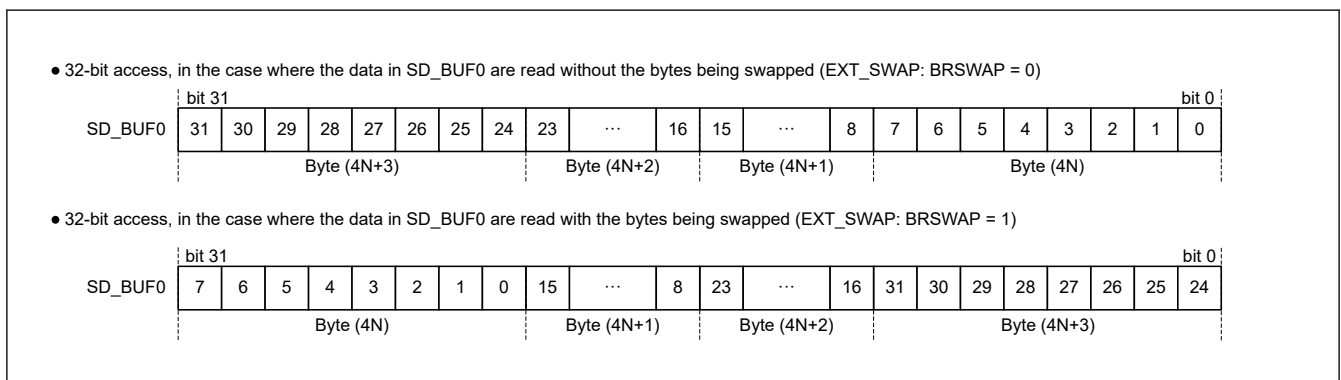 ● 32-bit access, in the case where the data in SD_BUF0 are read without the bytes being swapped (EXT_SWAP: BRSWAP = 0)
bit 31 bit 0
SD_BUF0 31 30 29 28 27 26 25 24 23 ··· 16 15 ··· 8 7 6 5 4 3 2 1 0
Byte (4N+3) Byte (4N+2) Byte (4N+1) Byte (4N)
● 32-bit access, in the case where the data in SD_BUF0 are read with the bytes being swapped (EXT_SWAP: BRSWAP = 1)
bit 31 bit 0
SD_BUF0 7 6 5 4 3 2 1 0 15 ··· 8 23 ··· 16 31 30 29 28 27 26 25 24
Byte (4N) Byte (4N+1) Byte (4N+2) Byte (4N+3)